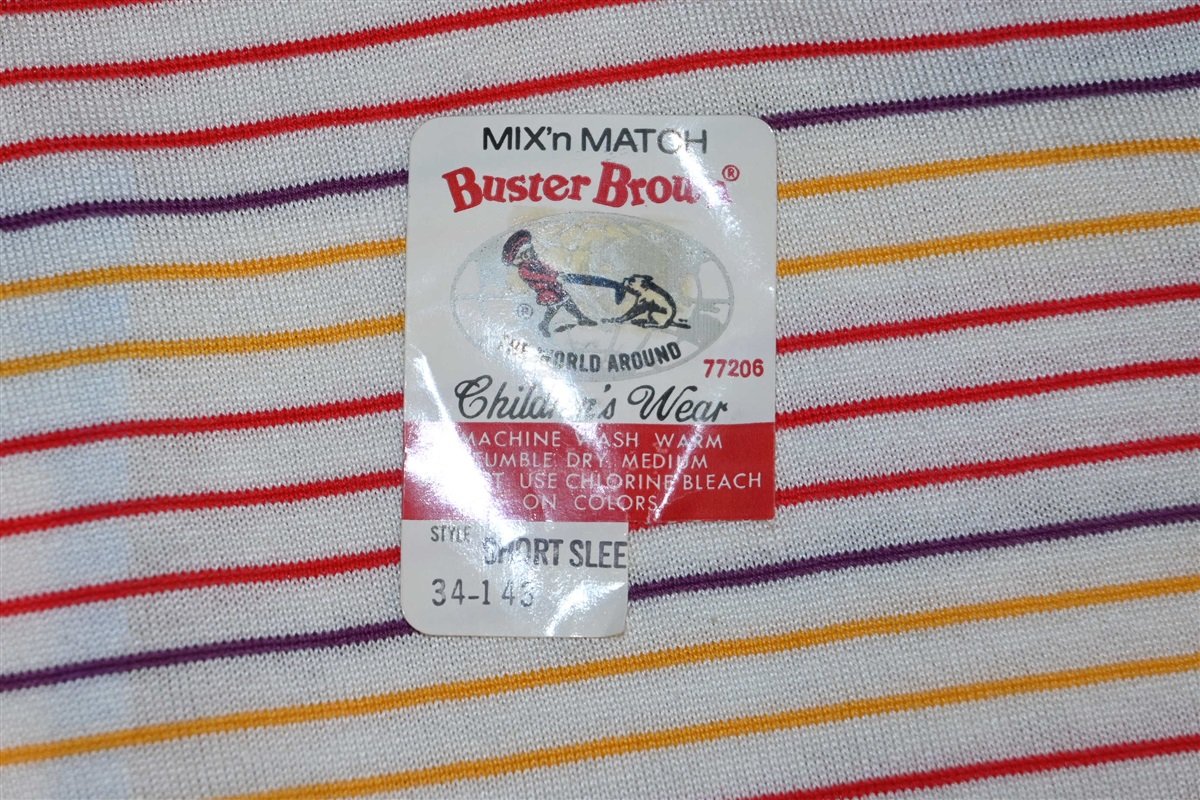 MIX'n MATCH
Buster Brown®
®
THE WORLD AROUND
77206
Children's Wear
MACHINE WASH WARM
TUMBLE DRY MEDIUM
USE CHLORINE BLEACH
ON COLORS
STYLE SHORT SLEE
34-143